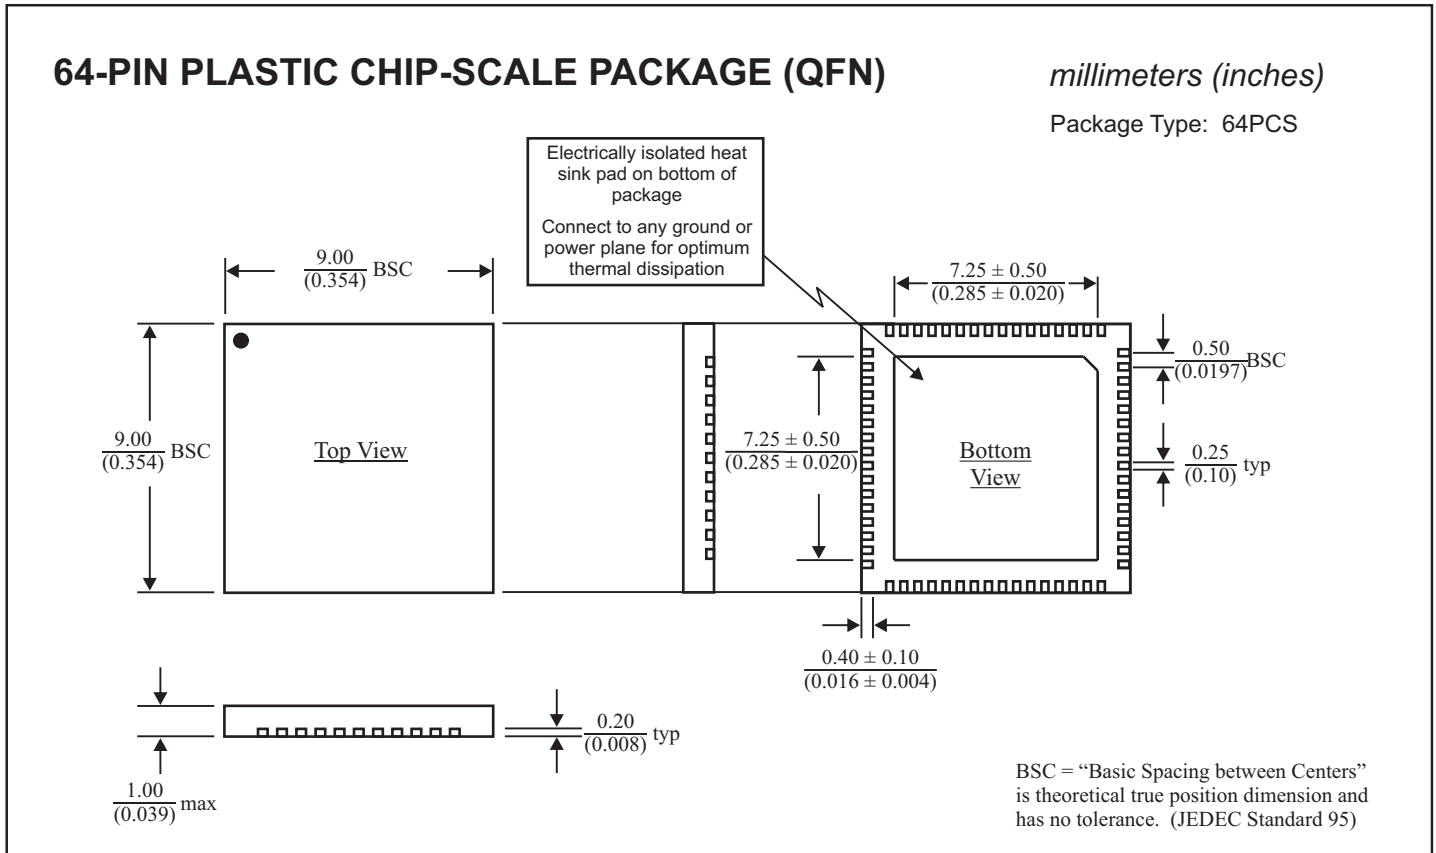 64-PIN PLASTIC CHIP-SCALE PACKAGE (QFN)
millimeters (inches)
Package Type: 64PCS
Electrically isolated heat
sink pad on bottom of
package
Connect to any ground or
power plane for optimum
thermal dissipation
9.00
(0.354) BSC
7.25 ± 0.50
(0.285 ± 0.020)
0.50
(0.0197) BSC
9.00
(0.354) BSC
Top View
7.25 ± 0.50
(0.285 ± 0.020)
Bottom
View
0.25
(0.10) typ
0.40 ± 0.10
(0.016 ± 0.004)
0.20
(0.008) typ
1.00
(0.039) max
BSC = “Basic Spacing between Centers”
is theoretical true position dimension and
has no tolerance. (JEDEC Standard 95)